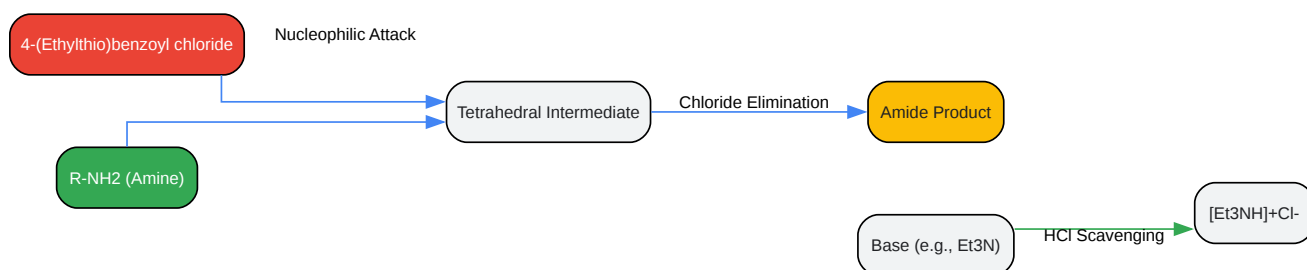 4-(Ethylthio)benzoyl chloride
Nucleophilic Attack
Tetrahedral Intermediate
Chloride Elimination
Amide Product
R-NH2 (Amine)
Base (e.g., Et3N)
HCl Scavenging
[Et3NH]+Cl-